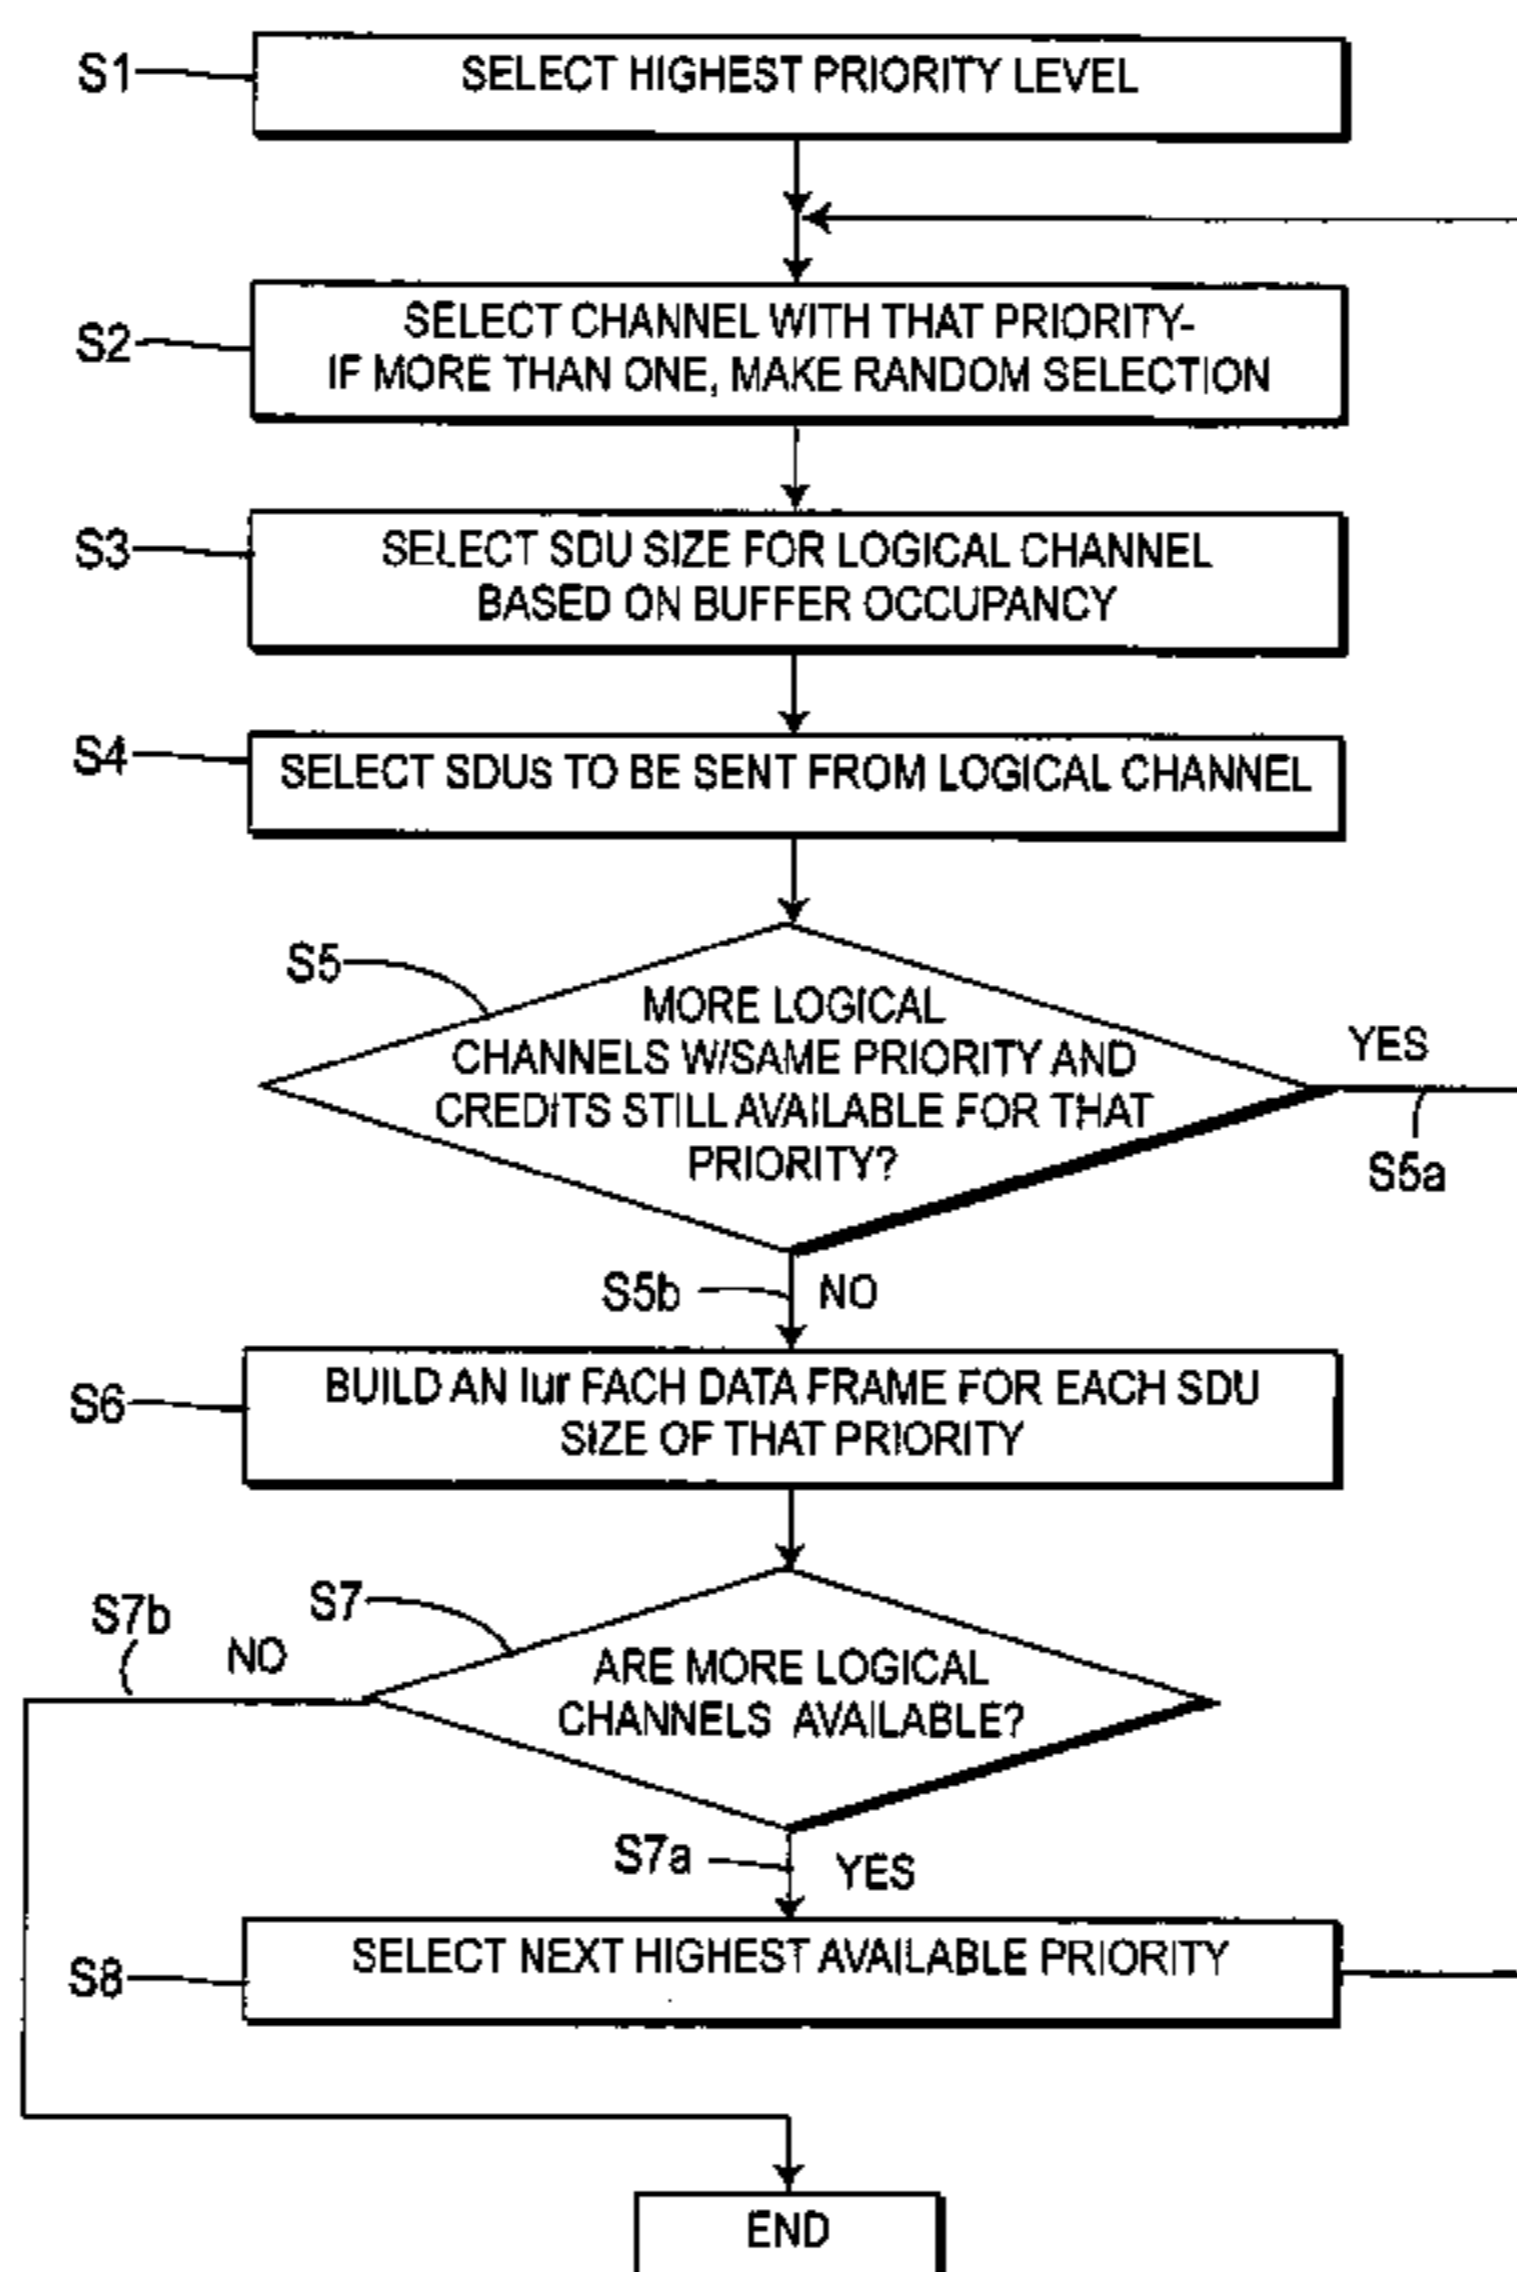 S1
SELECT HIGHEST PRIORITY LEVEL
S2
SELECT CHANNEL WITH THAT PRIORITY-
IF MORE THAN ONE, MAKE RANDOM SELECTION
S3
SELECT SDU SIZE FOR LOGICAL CHANNEL
BASED ON BUFFER OCCUPANCY
S4
SELECT SDUs TO BE SENT FROM LOGICAL CHANNEL
S5
MORE LOGICAL
CHANNELS W/SAME PRIORITY AND
CREDITS STILL AVAILABLE FOR THAT
PRIORITY?
YES
S5a
S5b
NO
S6
BUILD AN Iur FACH DATA FRAME FOR EACH SDU
SIZE OF THAT PRIORITY
S7b
NO
S7
ARE MORE LOGICAL
CHANNELS AVAILABLE?
S7a
YES
S8
SELECT NEXT HIGHEST AVAILABLE PRIORITY
END